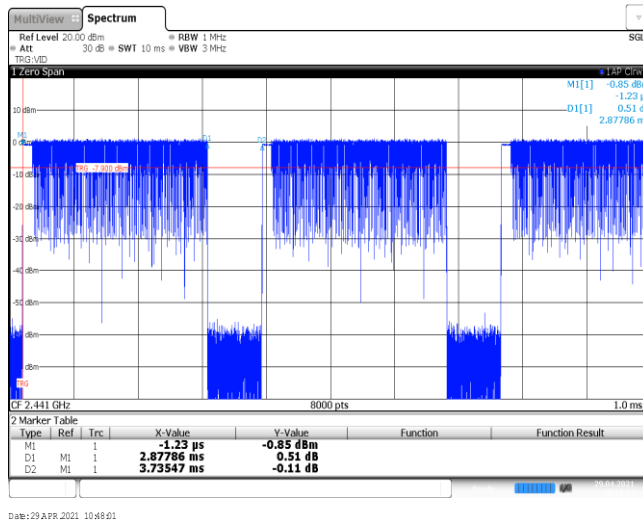 MultiView Spectrum
Ref Level 20.00 dBm RBW 1 MHz SGL
Att 30 dB SWT 10 ms VBW 3 MHz
TRG:VID
1 Zero Span 1AP Clrw
M1[1] -0.85 dB
-1.23 µ
D1[1] 0.51 d
2.87786 m
10 dBm
M1 D1 D2
0 dBm
TRG -7.900 dBm
-10 dBm
-20 dBm
-30 dBm
-40 dBm
-50 dBm
TRG
CF 2.441 GHz 8000 pts 1.0 ms
2 Marker Table
Type Ref Trc X-Value Y-Value Function Function Result
M1 1 -1.23 µs -0.85 dBm
D1 M1 1 2.87786 ms 0.51 dB
D2 M1 1 3.73547 ms -0.11 dB
29.04.2021
Date: 29.APR.2021 10:48:01